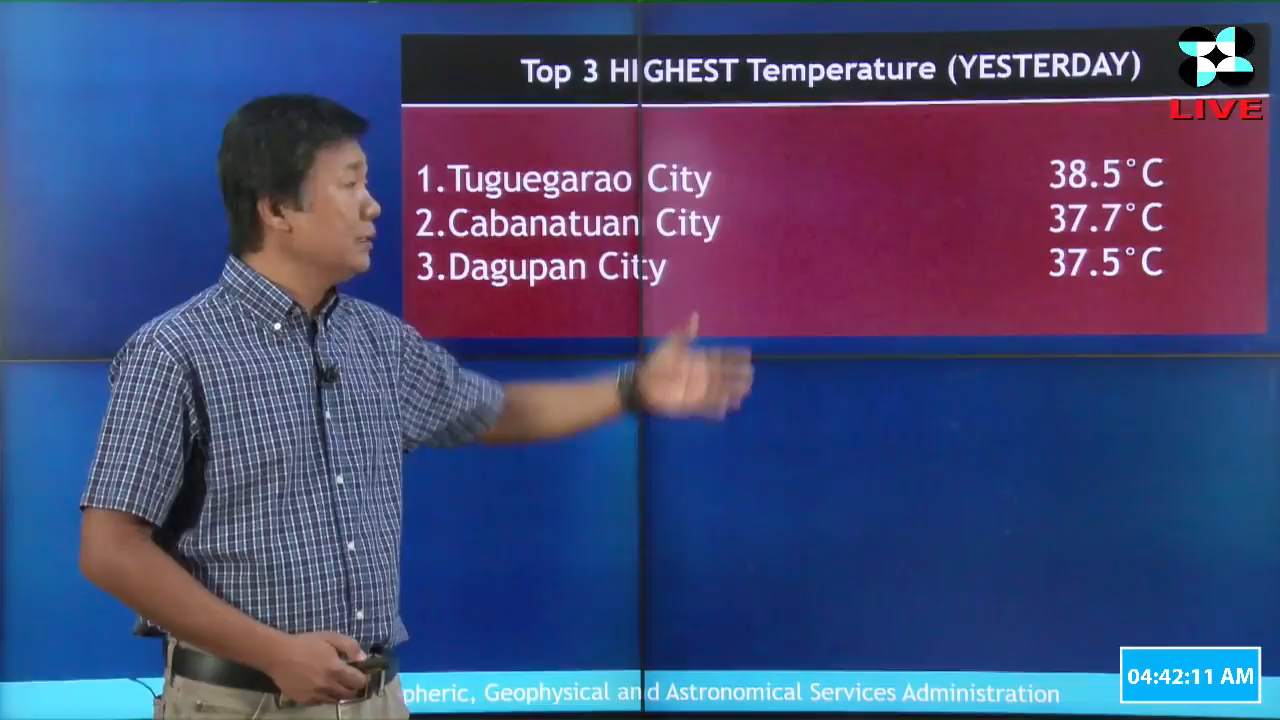 Top 3 HIGHEST Temperature (YESTERDAY)
LIVE
1.Tuguegarao City 38.5°C
2.Cabanatuan City 37.7°C
3.Dagupan City 37.5°C
pheric, Geophysical and Astronomical Services Administration
04:42:11 AM